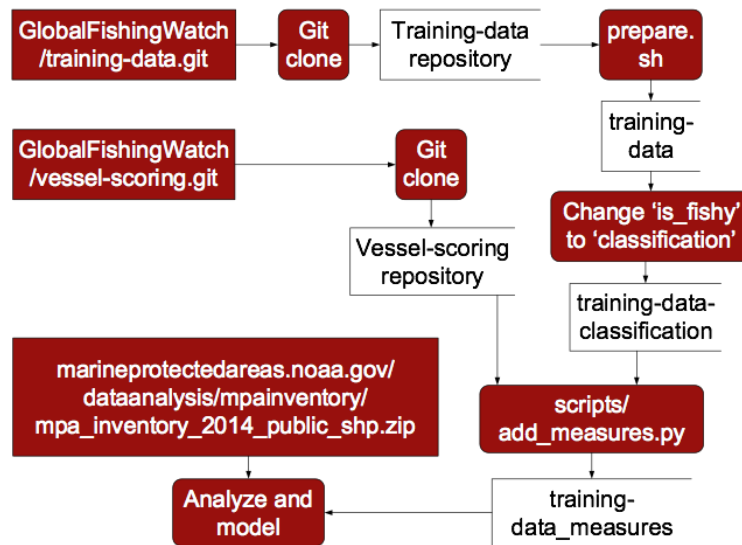 GlobalFishingWatch
/training-data.git
Git
clone
Training-data
repository
prepare.
sh
training-
data
GlobalFishingWatch
/vessel-scoring.git
Git
clone
Change ‘is_fishy’
to ‘classification’
Vessel-scoring
repository
training-data-
classification
marineprotectedareas.noaa.gov/
dataanalysis/mpainventory/
mpa_inventory_2014_public_shp.zip
scripts/
add_measures.py
Analyze and
model
training-
data_measures